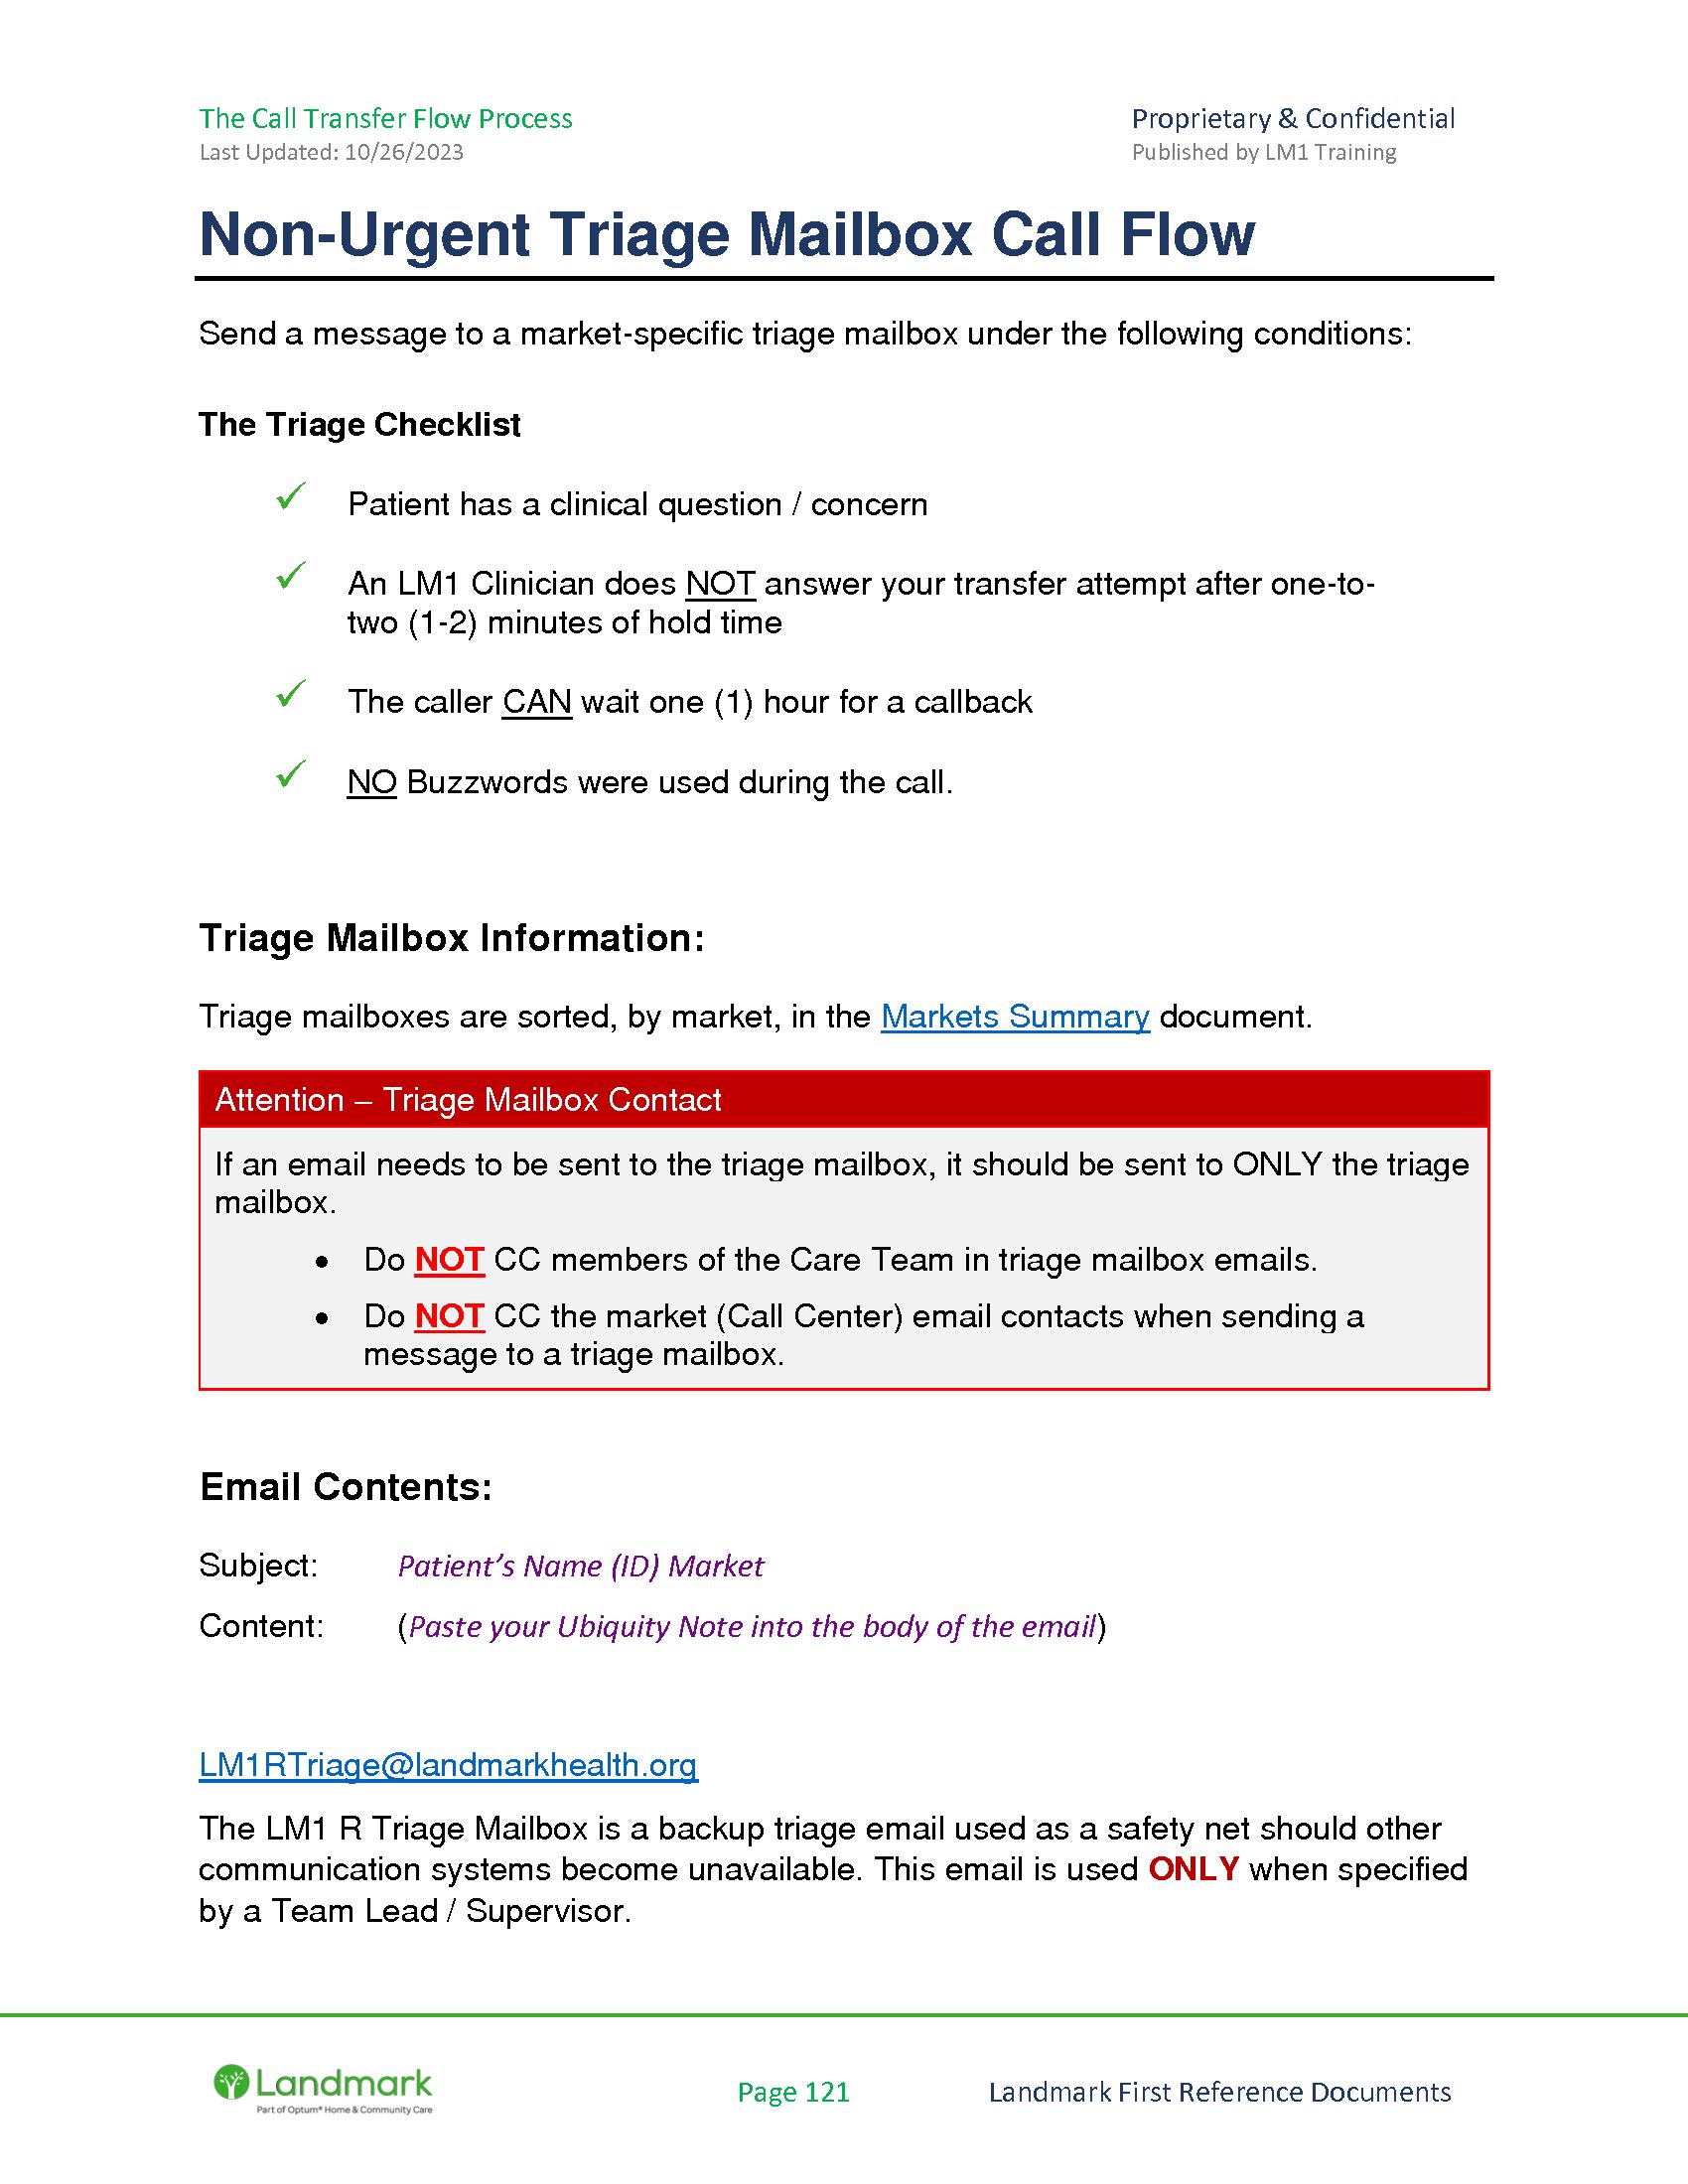 The Call Transfer Flow Process
Proprietary & Confidential
Last Updated: 10/26/2023
Published by LM1 Training
Non-Urgent Triage Mailbox Call Flow
Send a message to a market-specific triage mailbox under the following conditions:
The Triage Checklist
✓ Patient has a clinical question / concern
✓ An LM1 Clinician does NOT answer your transfer attempt after one-to-
two (1-2) minutes of hold time
✓ The caller CAN wait one (1) hour for a callback
✓ NO Buzzwords were used during the call.
Triage Mailbox Information:
Triage mailboxes are sorted, by market, in the Markets Summary document.
Attention – Triage Mailbox Contact
If an email needs to be sent to the triage mailbox, it should be sent to ONLY the triage
mailbox.
• Do NOT CC members of the Care Team in triage mailbox emails.
• Do NOT CC the market (Call Center) email contacts when sending a
message to a triage mailbox.
Email Contents:
Subject: Patient’s Name (ID) Market
Content: (Paste your Ubiquity Note into the body of the email)
LM1RTriage@landmarkhealth.org
The LM1 R Triage Mailbox is a backup triage email used as a safety net should other
communication systems become unavailable. This email is used ONLY when specified
by a Team Lead / Supervisor.
Landmark
Part of Optum® Home & Community Care
Page 121
Landmark First Reference Documents